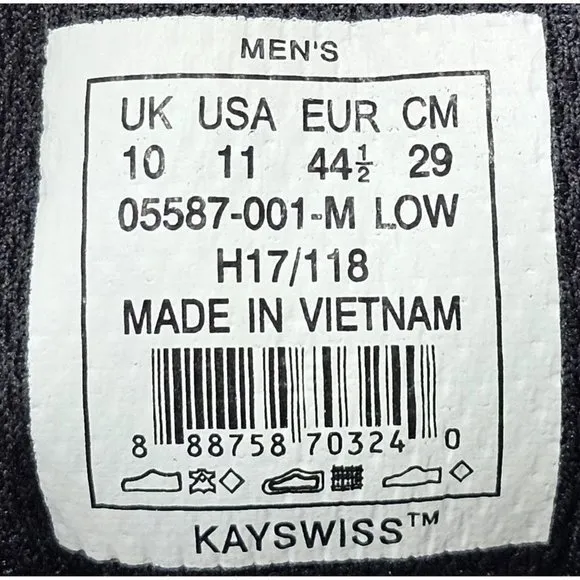 MEN'S
UK USA EUR CM
10 11 44½ 29
05587-001-M LOW
H17/118
MADE IN VIETNAM
8 88758 70324 0
KAYSWISS™